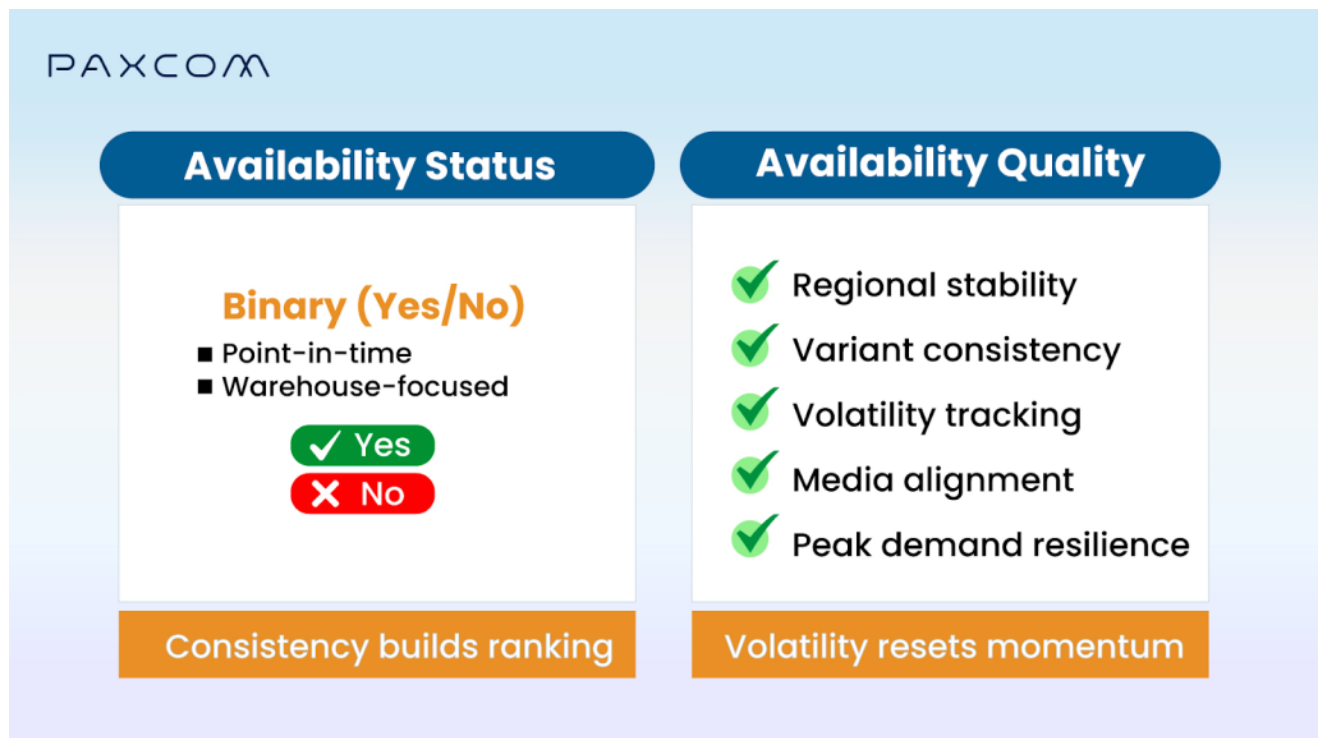 PAXCOM
Availability Status
Binary (Yes/No)
Point-in-time
Warehouse-focused
Yes
No
Consistency builds ranking
Availability Quality
Regional stability
Variant consistency
Volatility tracking
Media alignment
Peak demand resilience
Volatility resets momentum